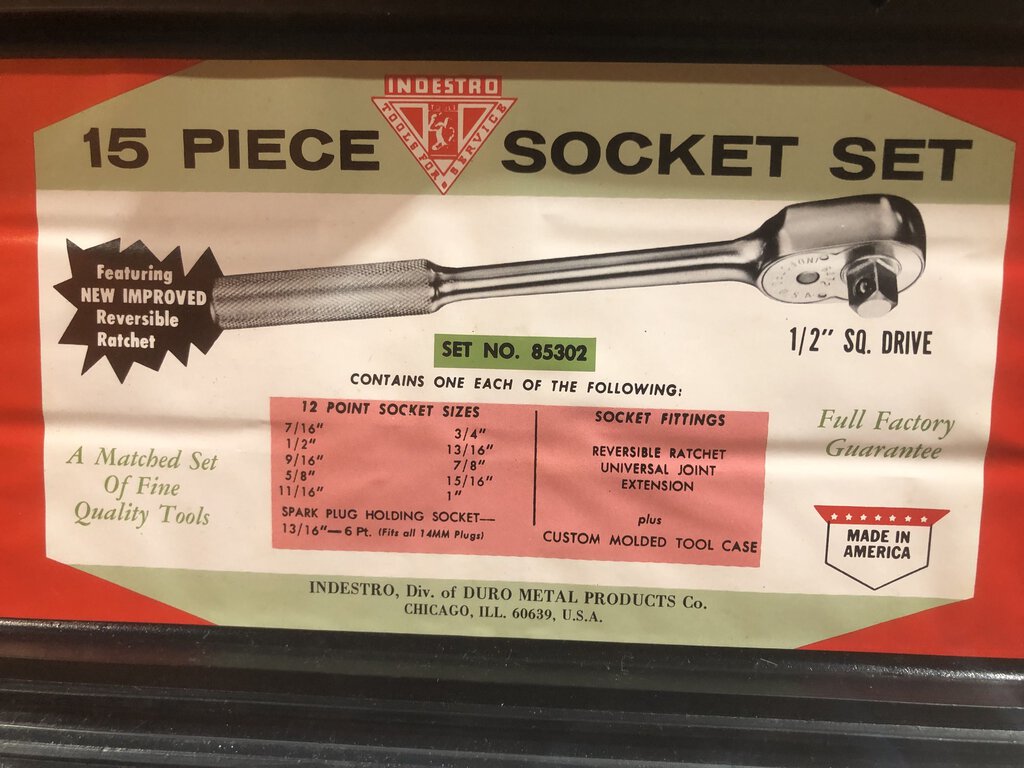 INDESTRO
TOOLS FOR SERVICE
15 PIECE SOCKET SET
Featuring
NEW IMPROVED
Reversible
Ratchet
1/2" SQ. DRIVE
SET NO. 85302
CONTAINS ONE EACH OF THE FOLLOWING:
12 POINT SOCKET SIZES
7/16"
1/2"
9/16"
5/8"
11/16"
3/4"
13/16"
7/8"
15/16"
1"
SPARK PLUG HOLDING SOCKET—
13/16"—6 Pt. (Fits all 14MM Plugs)
SOCKET FITTINGS
REVERSIBLE RATCHET
UNIVERSAL JOINT
EXTENSION
plus
CUSTOM MOLDED TOOL CASE
A Matched Set
Of Fine
Quality Tools
Full Factory
Guarantee
MADE IN
AMERICA
INDESTRO, Div. of DURO METAL PRODUCTS Co.
CHICAGO, ILL. 60639, U.S.A.